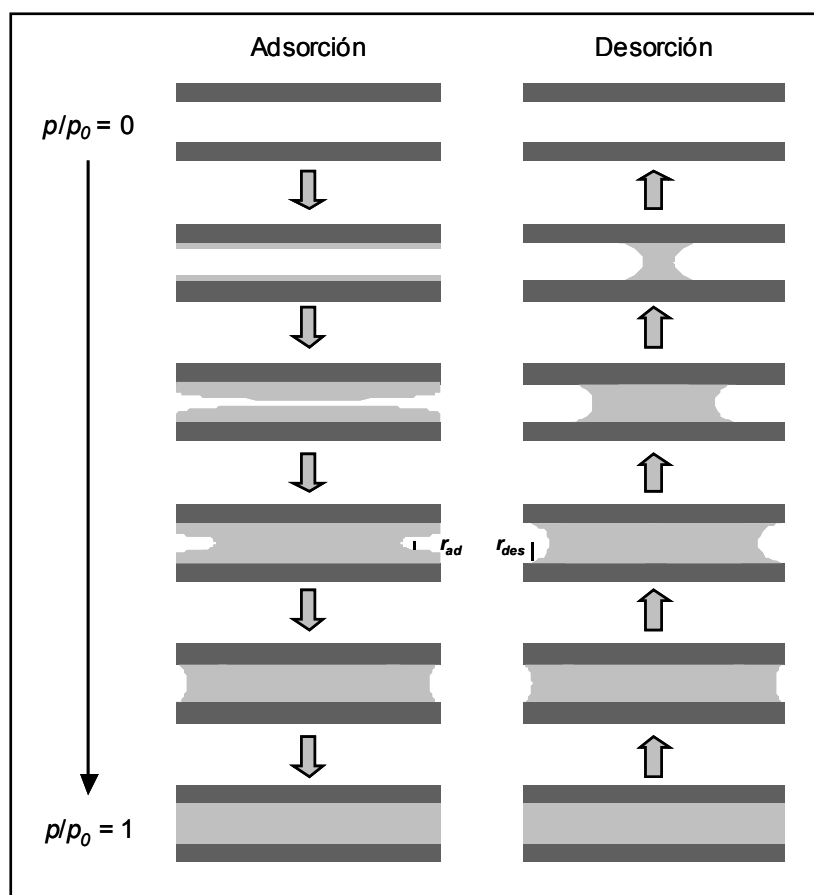 Adsorción
Desorción
p/p₀ = 0
r_ad
r_des
p/p₀ = 1